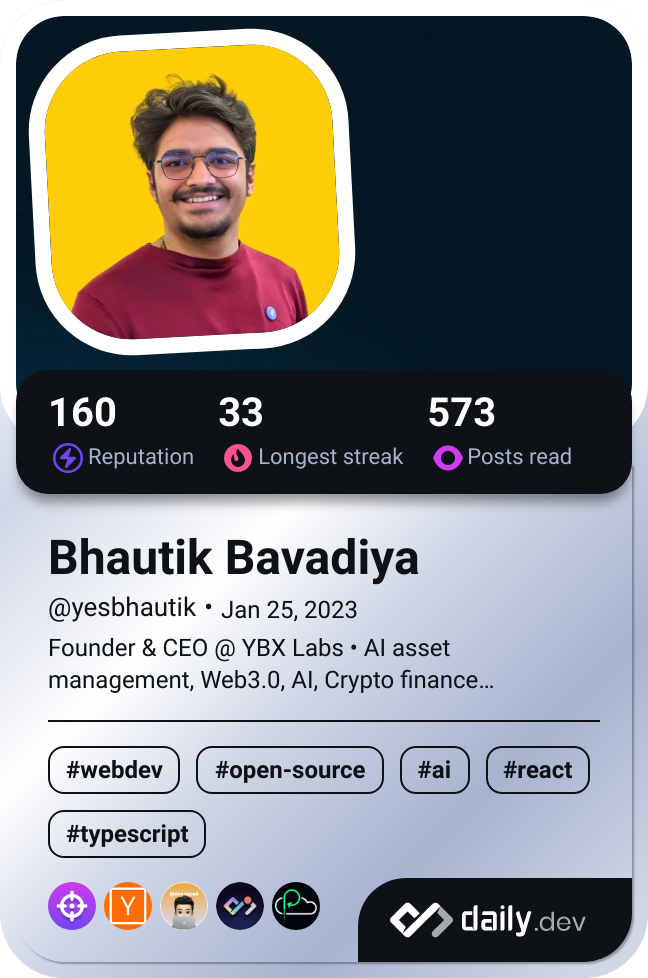 160 33 573
Reputation Longest streak Posts read
Bhautik Bavadiya
@yesbhautik • Jan 25, 2023
Founder & CEO @ YBX Labs • AI asset
management, Web3.0, AI, Crypto finance…
#webdev #open-source #ai #react
#typescript
Y
daily.dev